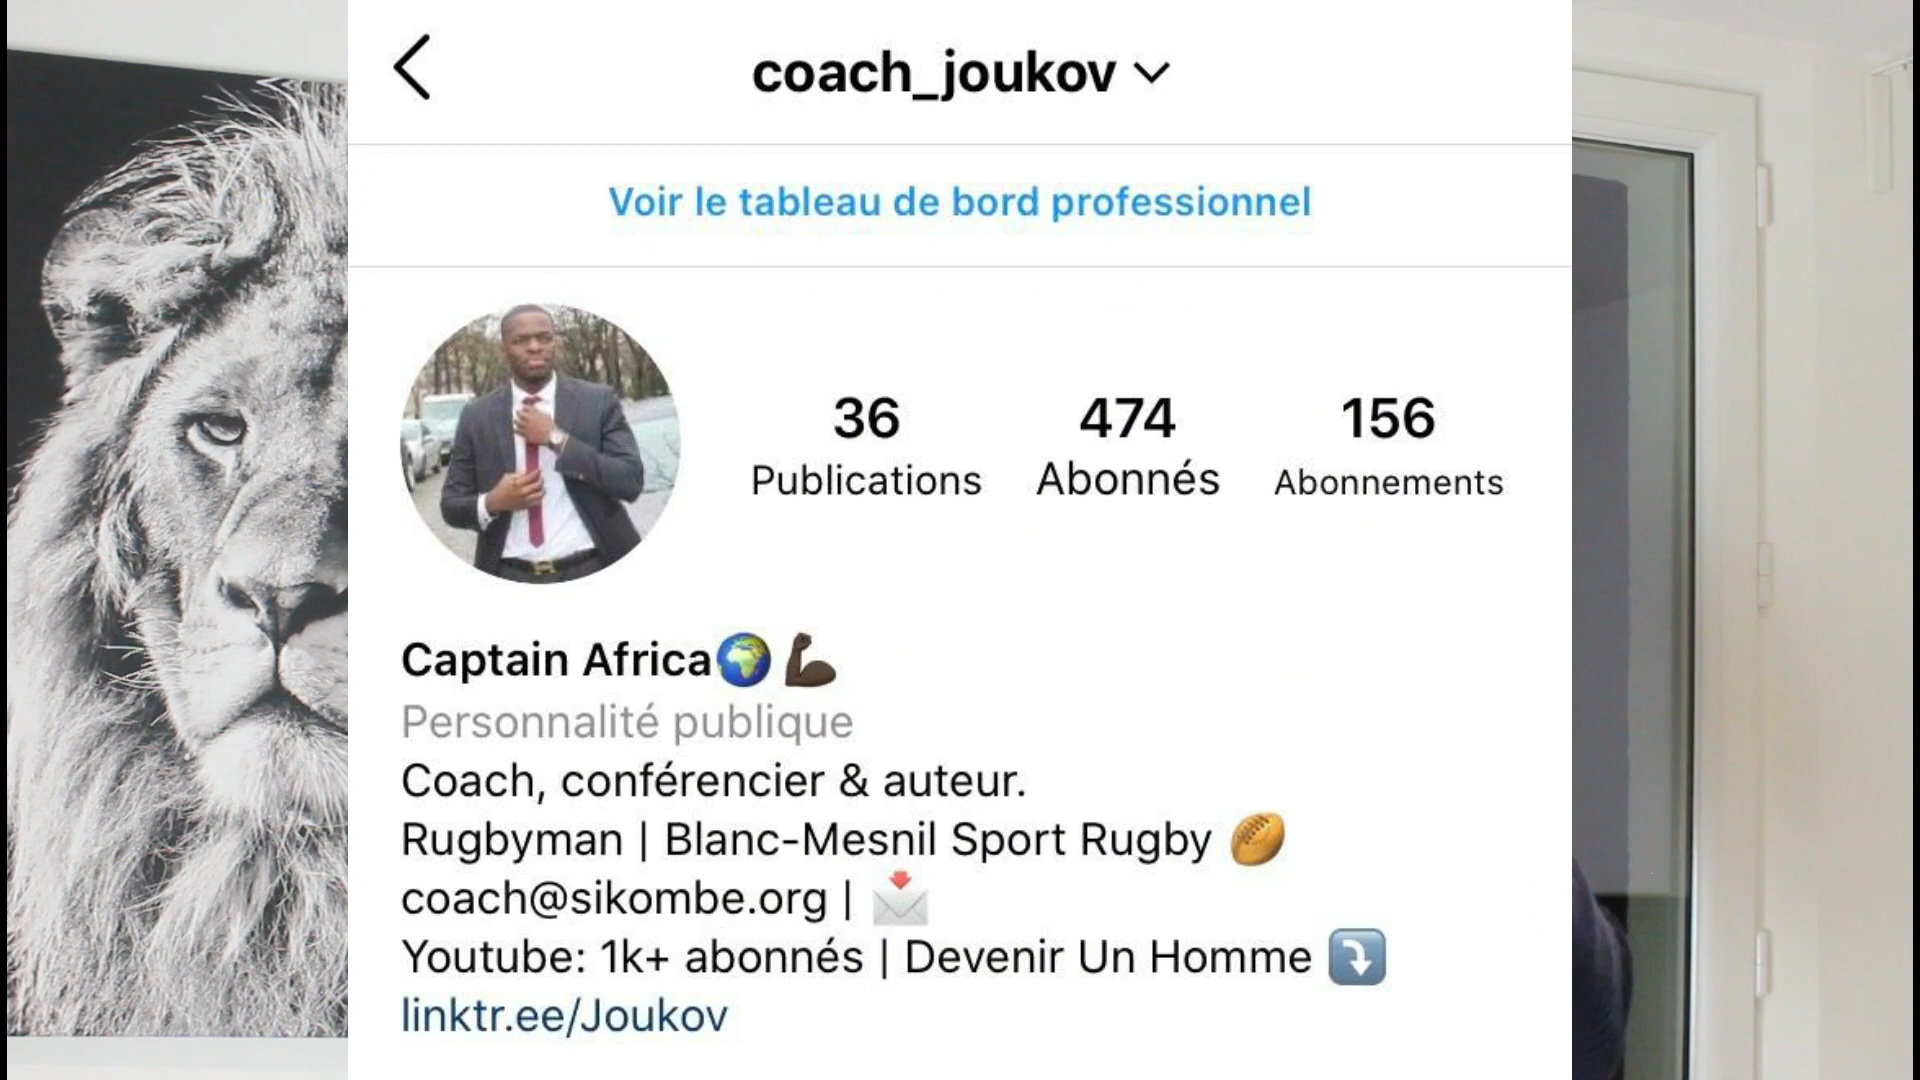 coach_joukov
Voir le tableau de bord professionnel
36 474 156
Publications Abonnés Abonnements
Captain Africa🌍💪🏿
Personnalité publique
Coach, conférencier & auteur.
Rugbyman | Blanc-Mesnil Sport Rugby 🏉
coach@sikombe.org | 📩
Youtube: 1k+ abonnés | Devenir Un Homme ⤵️
linktr.ee/Joukov